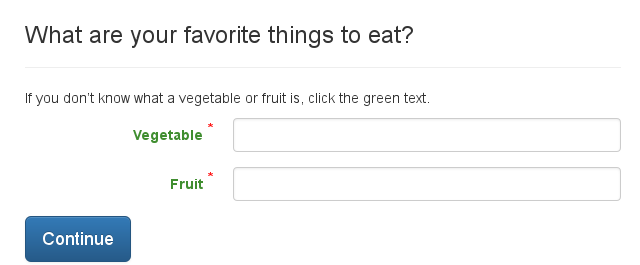 What are your favorite things to eat?
If you don't know what a vegetable or fruit is, click the green text.
Vegetable *
Fruit *
Continue